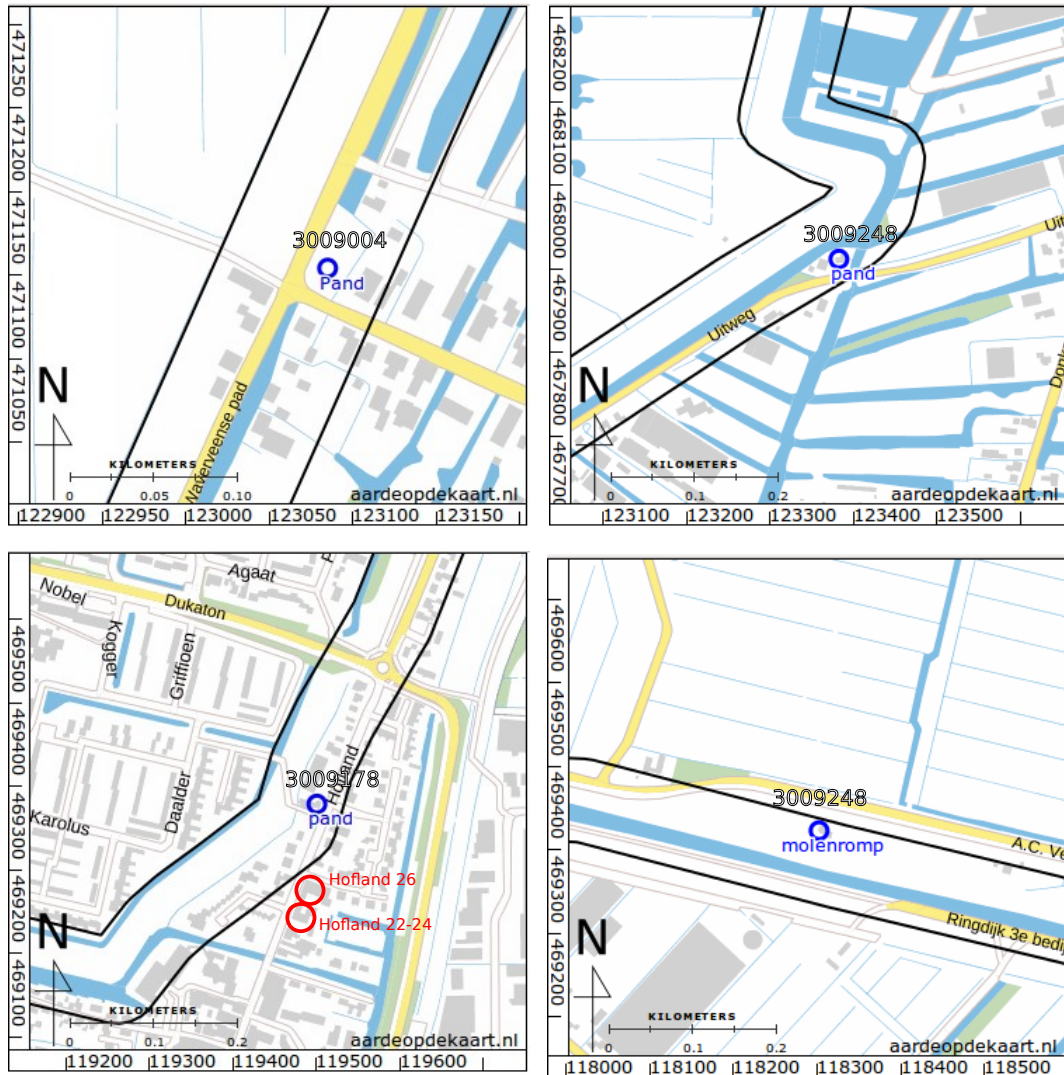 471250
471200
471150
471100
471050
3009004
Pand
Naverveense pad
N
KILOMETERS
0 0.05 0.10
aardeopdekaart.nl
122900 122950 123000 123050 123100 123150
468200
468100
468000
467900
467800
467700
3009248
pand
Uitweg
N
KILOMETERS
0 0.1 0.2
aardeopdekaart.nl
123100 123200 123300 123400 123500
469500
469400
469300
469200
469100
Nobel
Agaat
Dukaton
Kogger
Griffioen
Daalder
Karolus
3009178
Hofland
pand
Hofland 26
Hofland 22-24
N
KILOMETERS
0 0.1 0.2
aardeopdekaart.nl
119200 119300 119400 119500 119600
469600
469500
469400
469300
469200
3009248
molenromp
A.C. Ve
Ringdijk 3e bedij
N
KILOMETERS
0 0.1 0.2
aardeopdekaart.nl
118000 118100 118200 118300 118400 118500